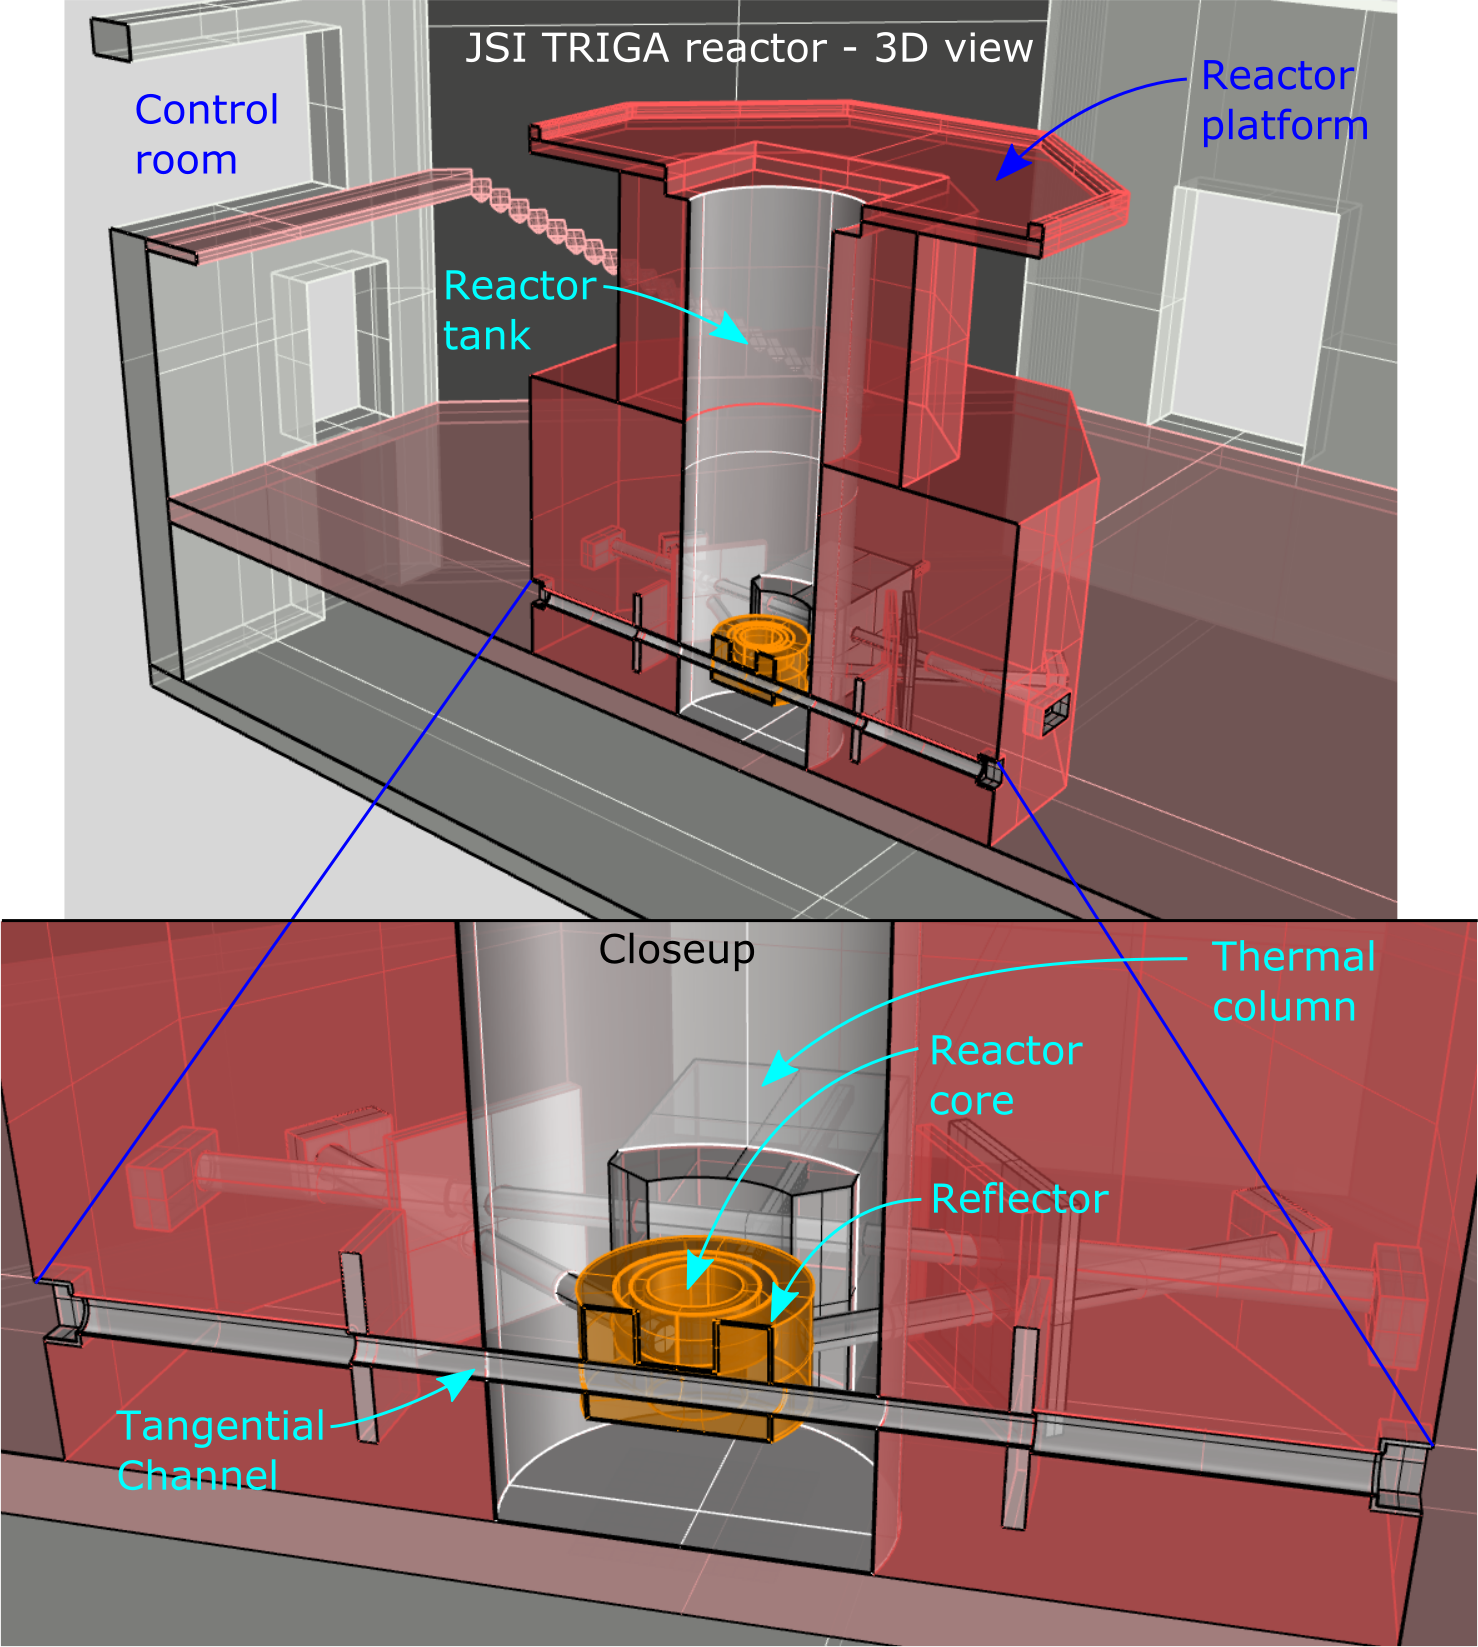 JSI TRIGA reactor - 3D view
Control
room
Reactor
platform
Reactor
tank
Closeup
Thermal
column
Reactor
core
Reflector
Tangential
Channel